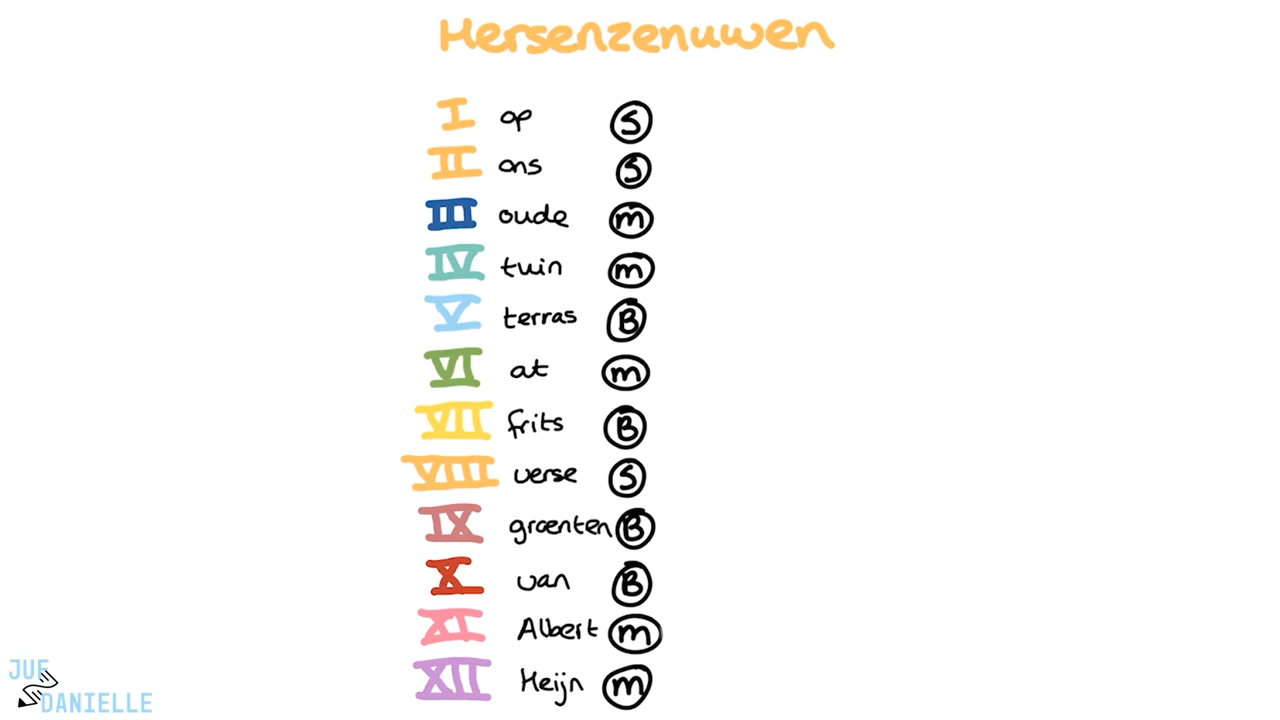 Hersenzenuwen
I op S
II ons S
III oude m
IV tuin m
V terras B
VI at m
VII frits B
VIII verse S
IX groenten B
X van B
XI Albert m
XII Heijn m
JUF
DANIELLE